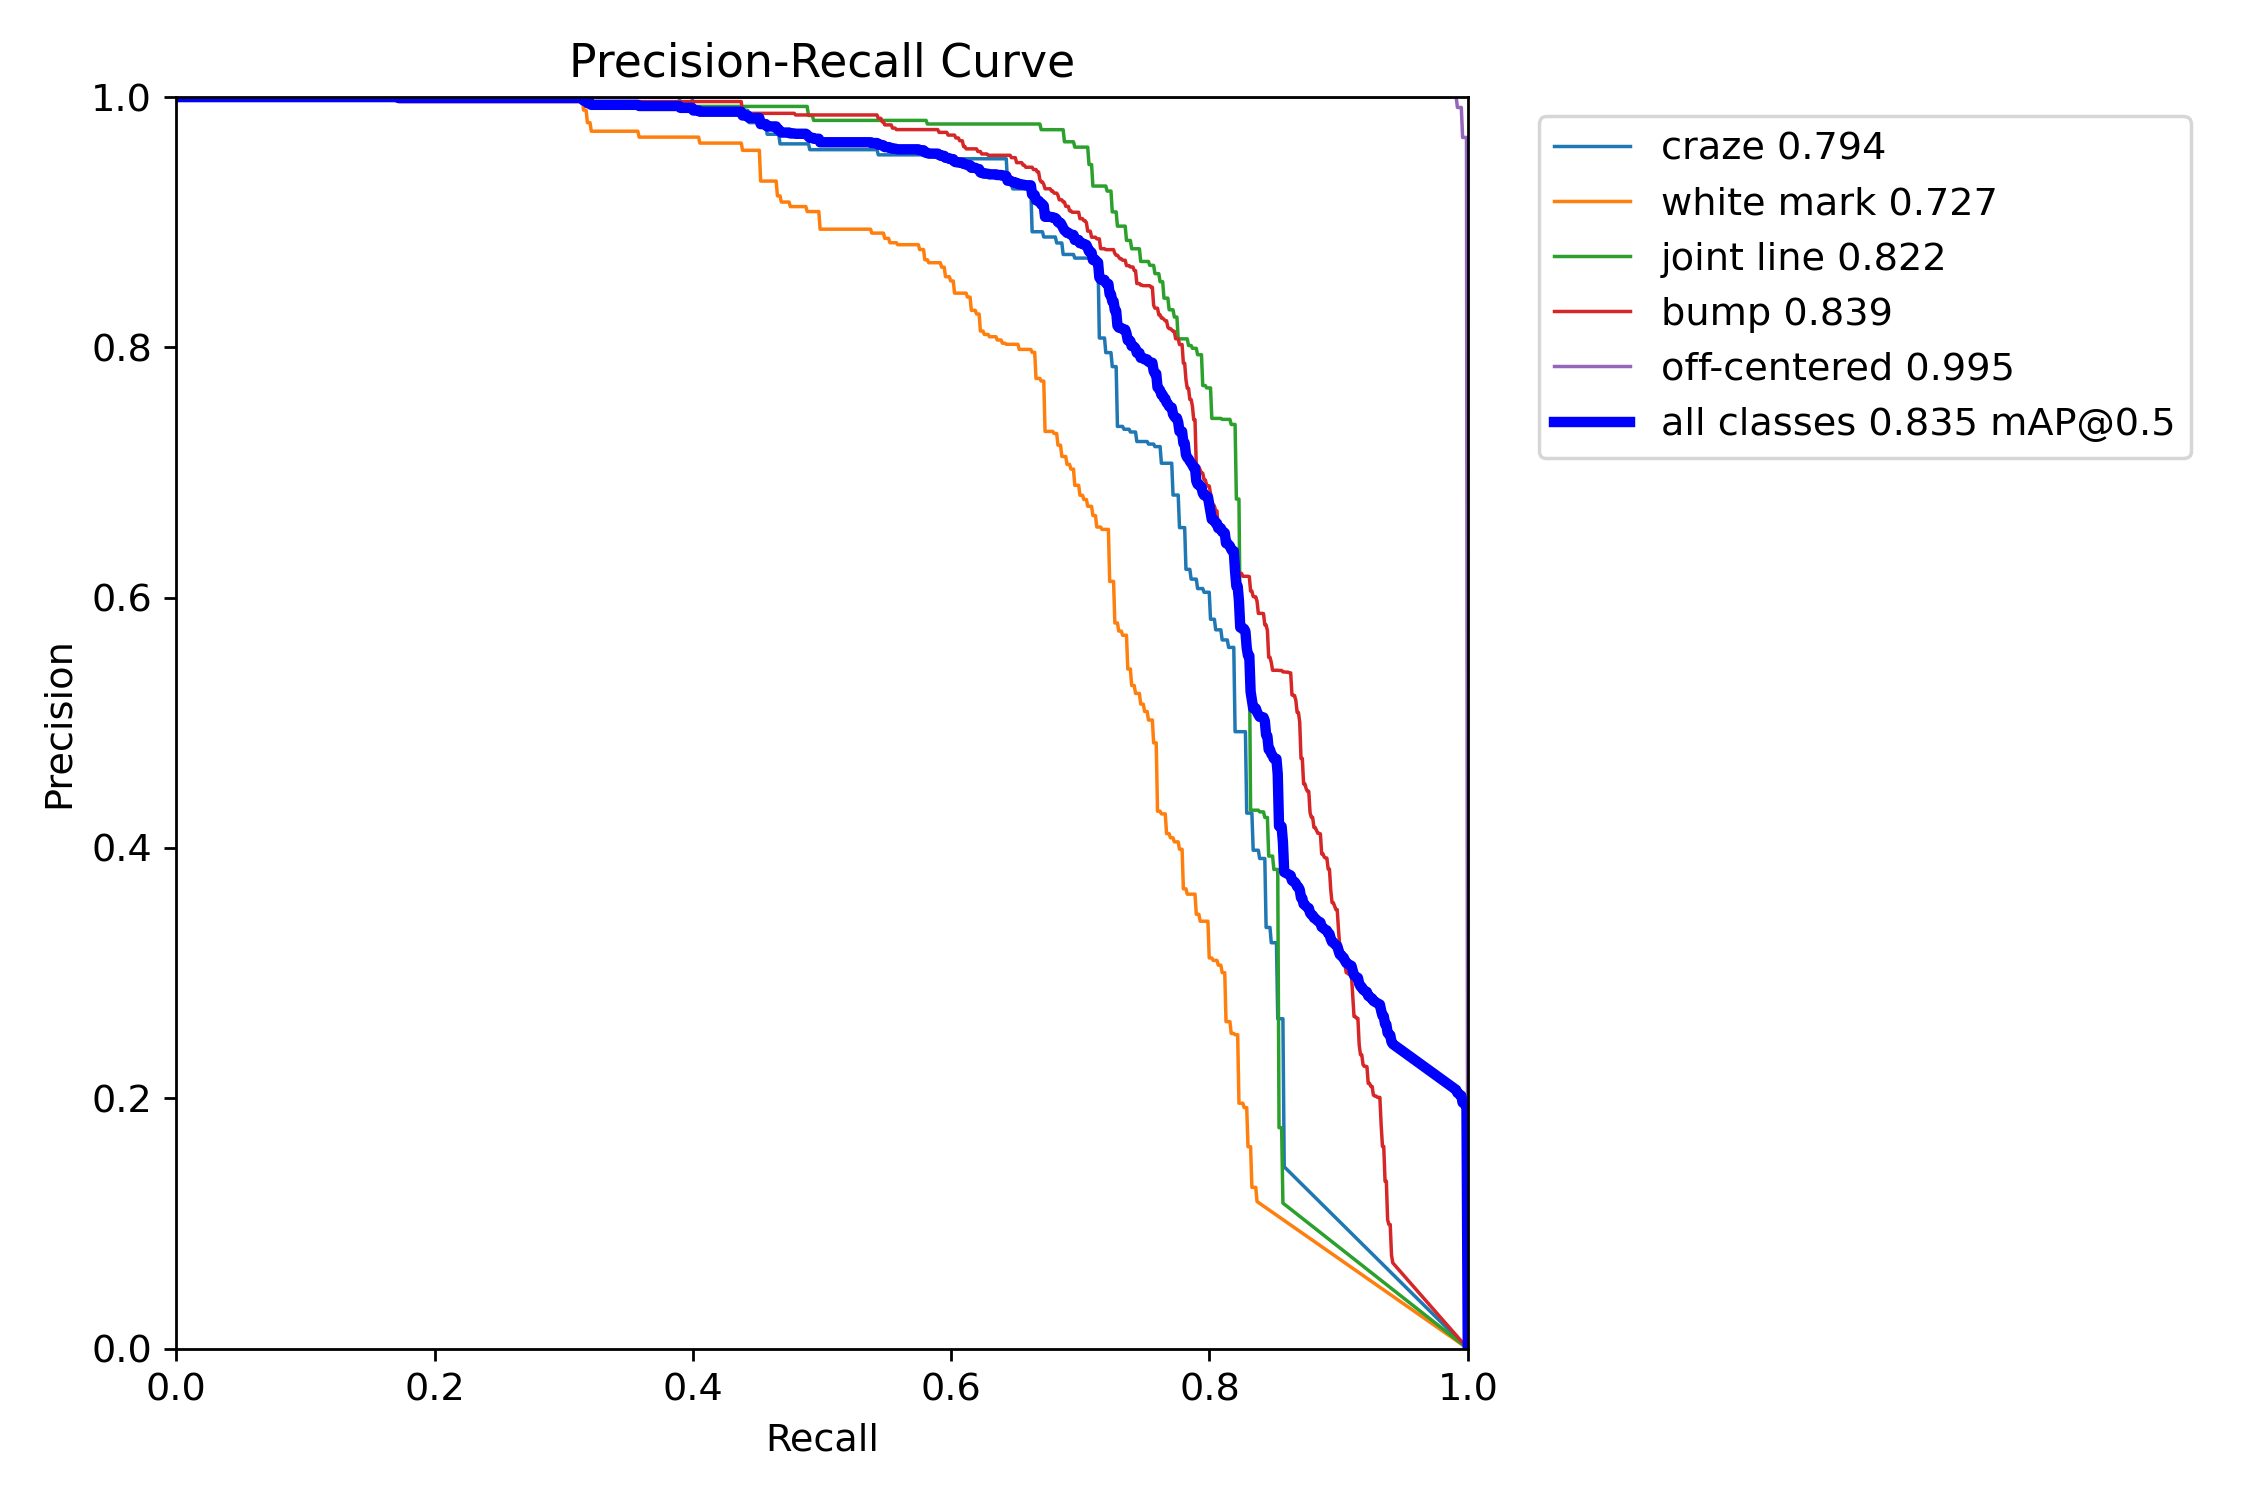 Precision-Recall Curve
1.0
0.8
0.6
0.4
0.2
0.0
Precision
0.0 0.2 0.4 0.6 0.8 1.0
Recall
craze 0.794
white mark 0.727
joint line 0.822
bump 0.839
off-centered 0.995
all classes 0.835 mAP@0.5